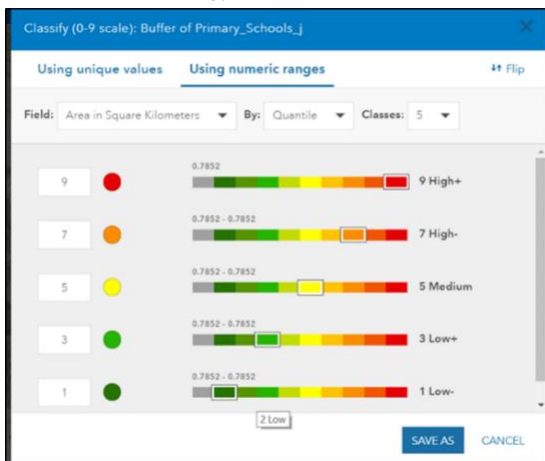 Classify (0-9 scale): Buffer of Primary_Schools_j
Using unique values Using numeric ranges Flip
Field: Area in Square Kilometers By: Quantile Classes: 5
0.7852
9 9 High+
0.7852 - 0.7852
7 7 High-
0.7852 - 0.7852
5 5 Medium
0.7852 - 0.7852
3 3 Low+
0.7852 - 0.7852
1 1 Low-
2 Low
SAVE AS CANCEL